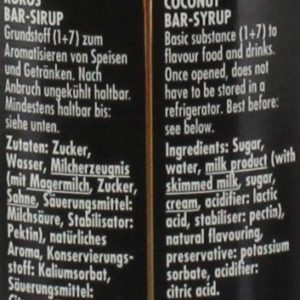 KOKOS
BAR-SIRUP
Grundstoff (1+7) zum
Aromatisieren von Speisen
und Getränken. Nach
Anbruch ungekühlt haltbar.
Mindestens haltbar bis:
siehe unten.
Zutaten: Zucker,
Wasser, Milcherzeugnis
(mit Magermilch, Zucker,
Sahne, Säuerungsmittel:
Milchsäure, Stabilisator:
Pektin), natürliches
Aroma, Konservierungs-
stoff: Kaliumsorbat,
Säuerungsmittel:
COCONUT
BAR-SYRUP
Basic substance (1+7) to
flavour food and drinks.
Once opened, does not
have to be stored in a
refrigerator. Best before:
see below.
Ingredients: Sugar,
water, milk product (with
skimmed milk, sugar,
cream, acidifier: lactic
acid, stabiliser: pectin),
natural flavouring,
preservative: potassium
sorbate, acidifier:
citric acid